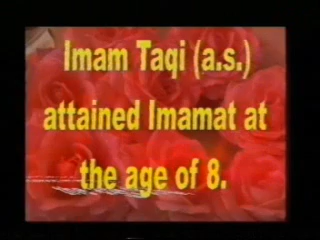 Imam Taqi (a.s.)
attained Imamat at
the age of 8.